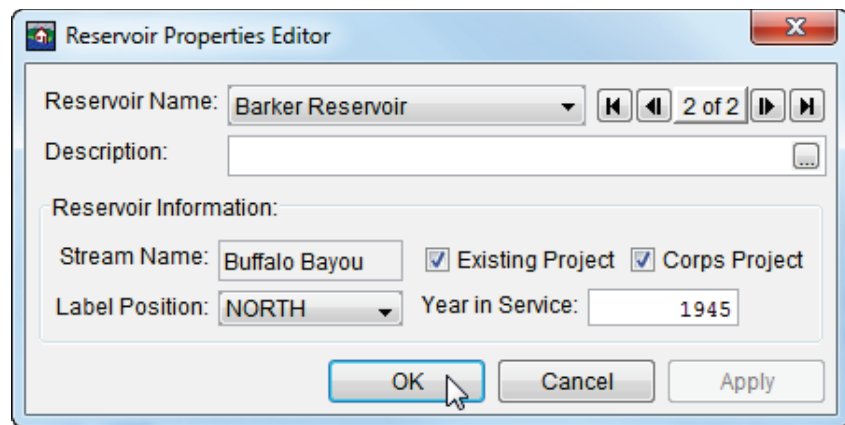 Reservoir Properties Editor
Reservoir Name: Barker Reservoir 2 of 2
Description: ...
Reservoir Information:
Stream Name: Buffalo Bayou Existing Project Corps Project
Label Position: NORTH Year in Service: 1945
OK Cancel Apply